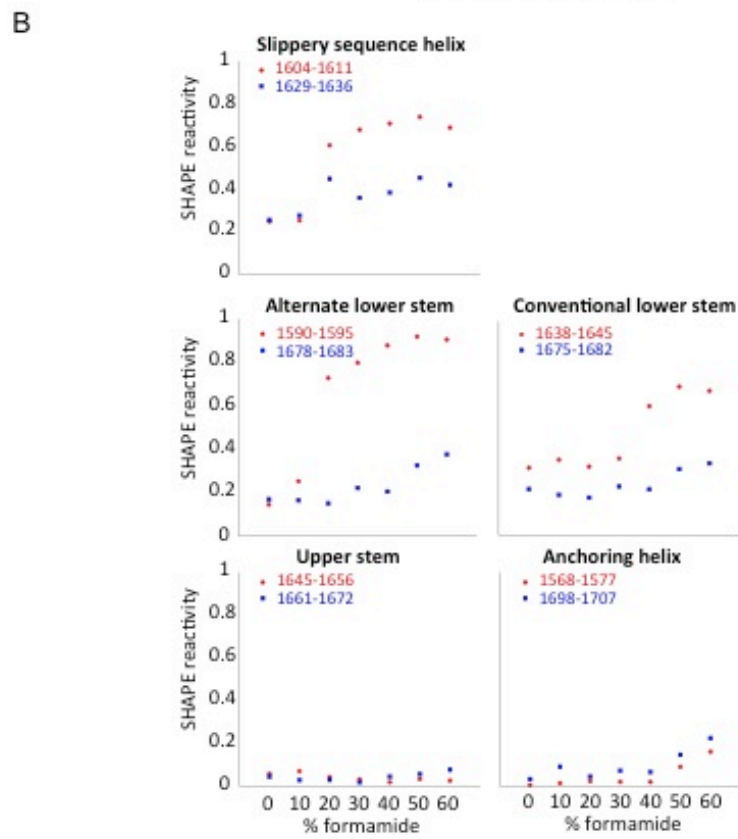 B
Slippery sequence helix
1604-1611
1629-1636
SHAPE reactivity
1
0.8
0.6
0.4
0.2
0
Alternate lower stem
1590-1595
1678-1683
SHAPE reactivity
1
0.8
0.6
0.4
0.2
0
Conventional lower stem
1638-1645
1675-1682
Upper stem
1645-1656
1661-1672
SHAPE reactivity
1
0.8
0.6
0.4
0.2
0
0 10 20 30 40 50 60
% formamide
Anchoring helix
1568-1577
1698-1707
0 10 20 30 40 50 60
% formamide